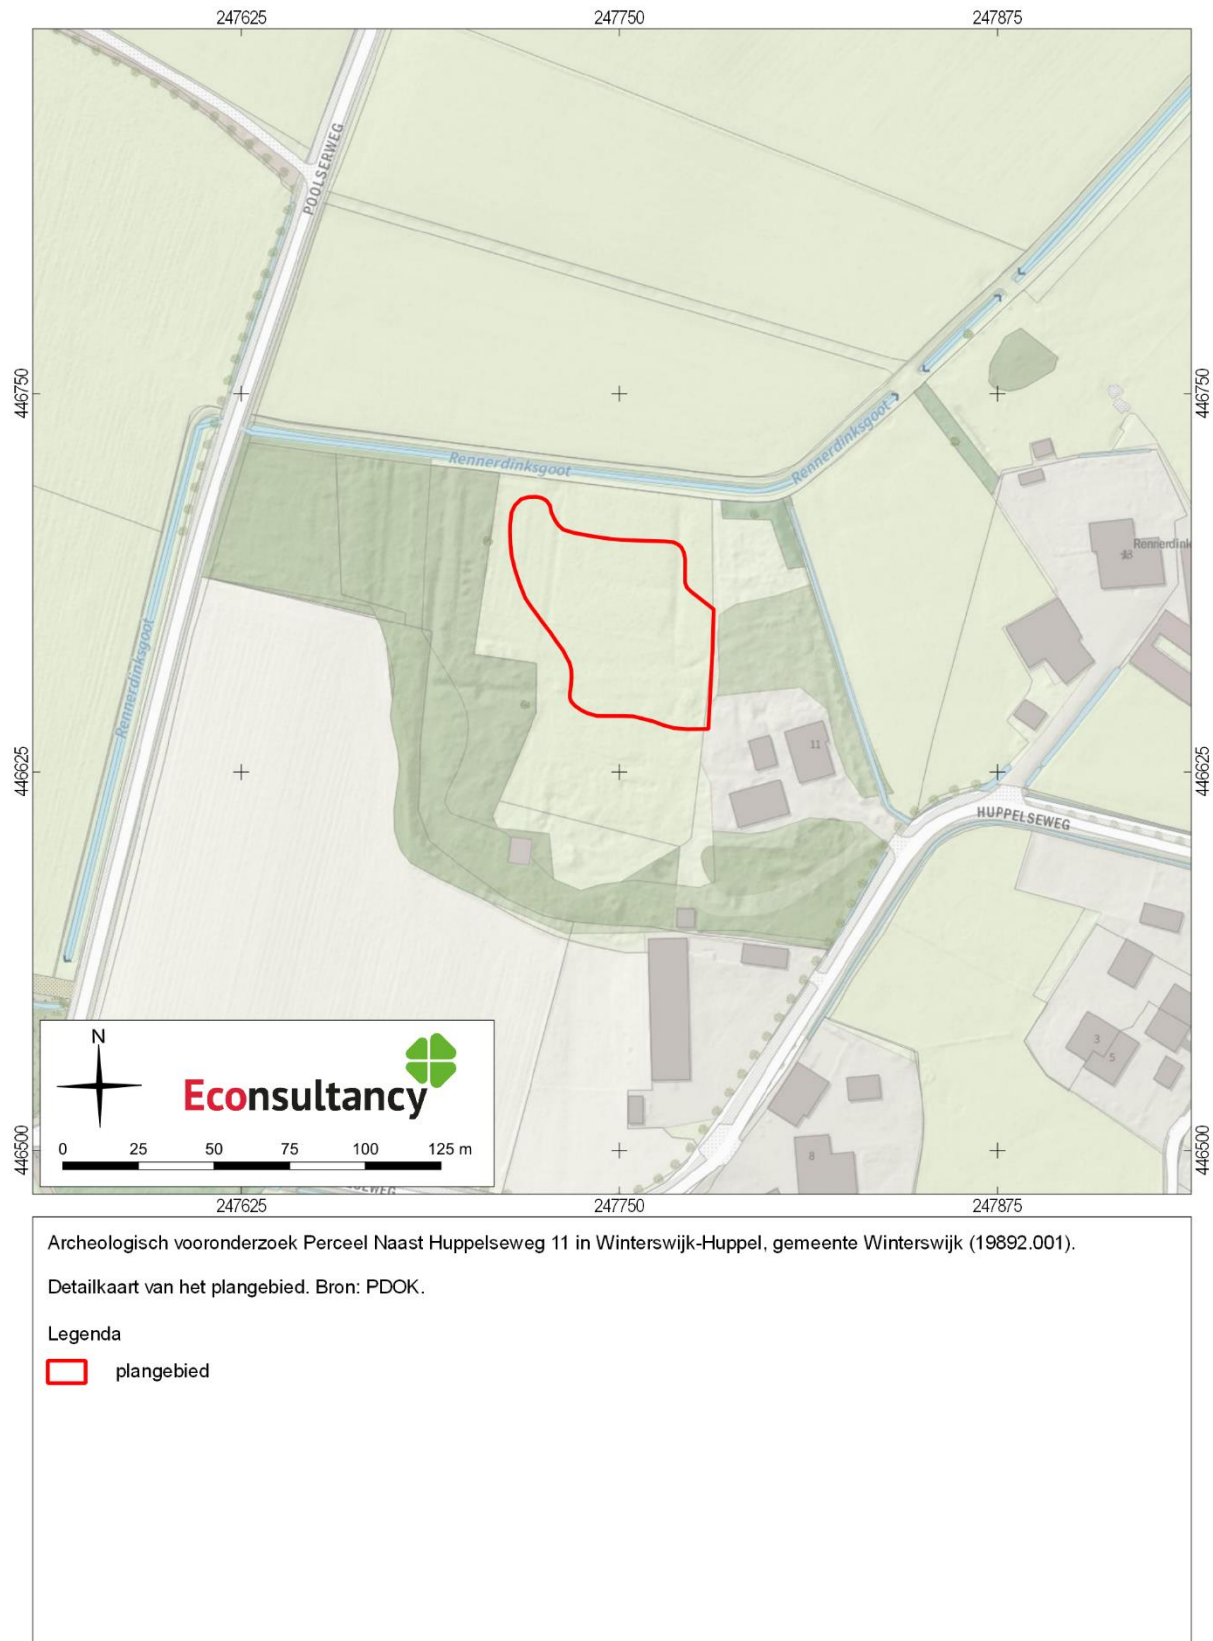 247625 247750 247875
POOLSERWEG
446750 446750
Rennerdinksgoot
Rennerdinksgoot
13
Rennerdink
Rennerdinksgoot
11
446625 446625
HUPPELSEWEG
3
5
8
N
Econsultancy
0 25 50 75 100 125 m
446500 446500
247625 247750 247875
Archeologisch vooronderzoek Perceel Naast Huppelseweg 11 in Winterswijk-Huppel, gemeente Winterswijk (19892.001).
Detailkaart van het plangebied. Bron: PDOK.
Legenda
plangebied